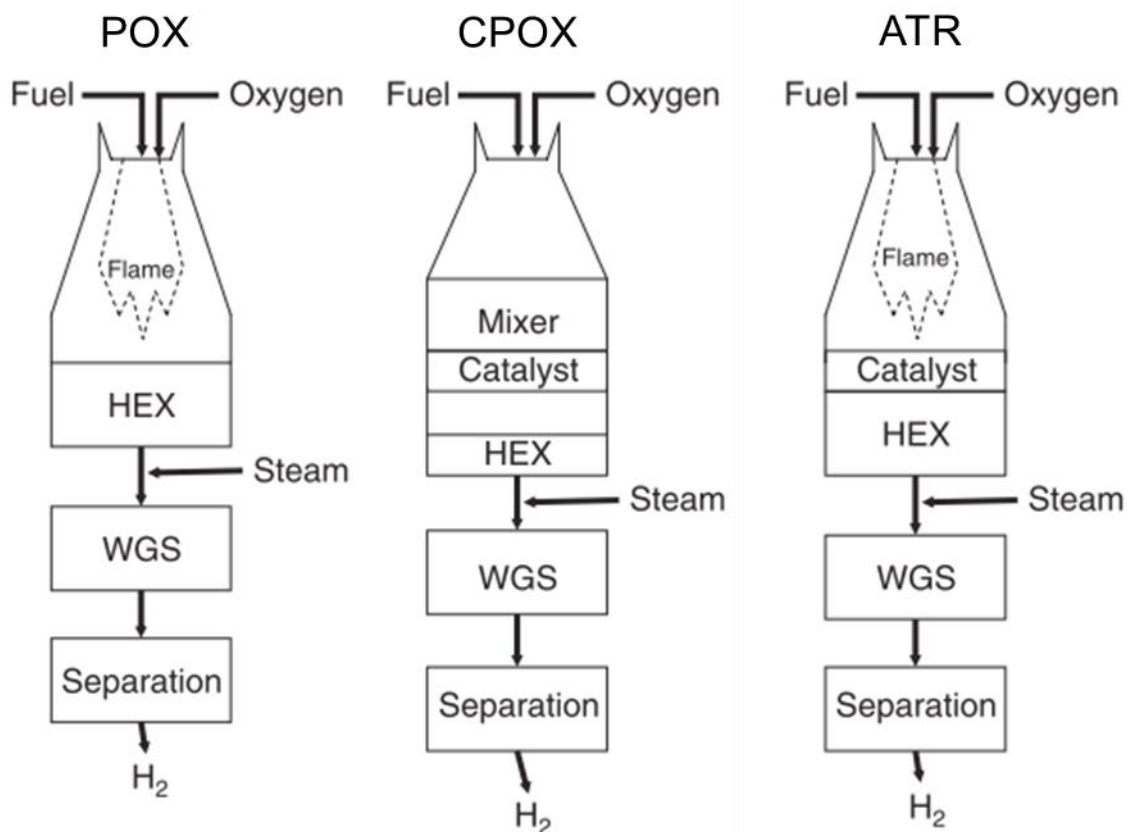 POX
Fuel
Oxygen
Flame
HEX
Steam
WGS
Separation
H₂
CPOX
Fuel
Oxygen
Mixer
Catalyst
HEX
Steam
WGS
Separation
H₂
ATR
Fuel
Oxygen
Flame
Catalyst
HEX
Steam
WGS
Separation
H₂